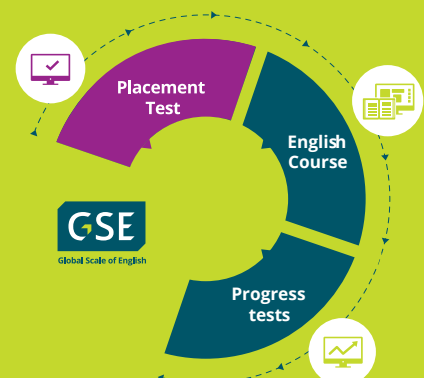 Placement
Test
English
Course
GSE
Global Scale of English
Progress
tests